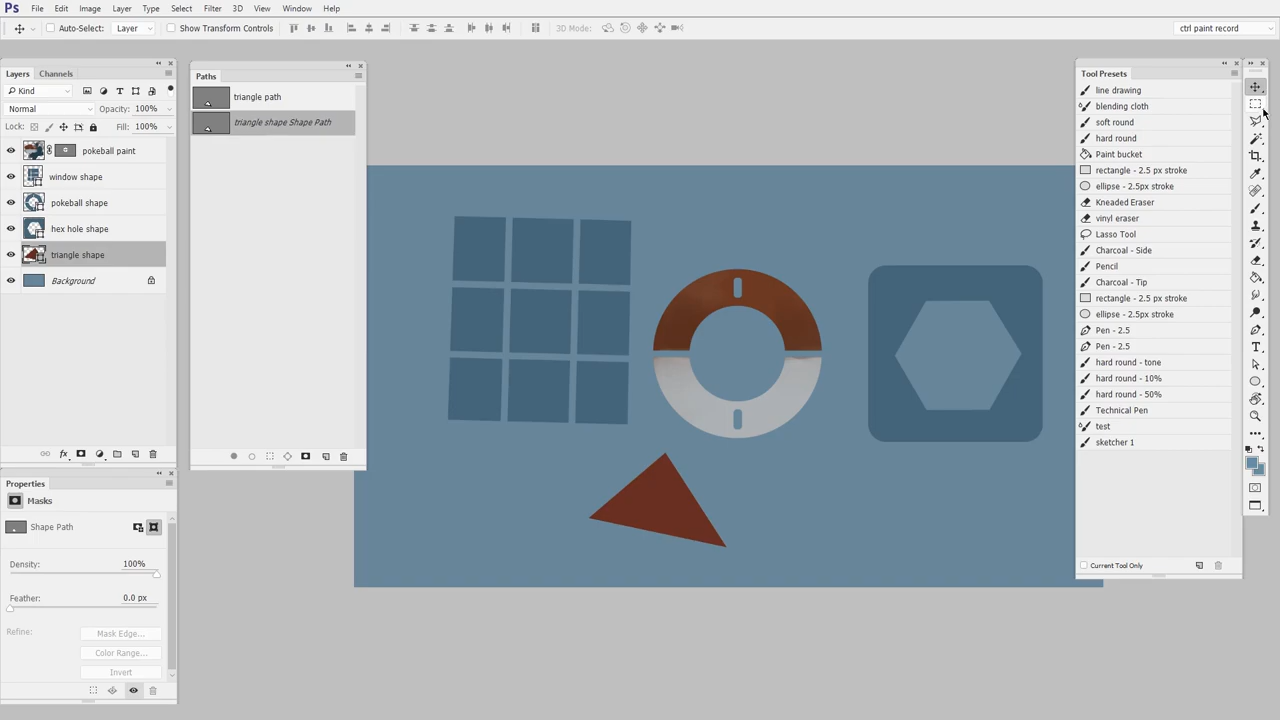 Ps File Edit Image Layer Type Select Filter 3D View Window Help
Auto-Select: Layer Show Transform Controls 3D Mode: ctrl paint record
Layers Channels
Kind
Normal Opacity: 100%
Lock: Fill: 100%
pokeball paint
window shape
pokeball shape
hex hole shape
triangle shape
Background
fx
Properties
Masks
Shape Path
Density: 100%
Feather: 0.0 px
Refine: Mask Edge...
Color Range...
Invert
Paths
triangle path
triangle shape Shape Path
Tool Presets
line drawing
blending cloth
soft round
hard round
Paint bucket
rectangle - 2.5 px stroke
ellipse - 2.5px stroke
Kneaded Eraser
vinyl eraser
Lasso Tool
Charcoal - Side
Pencil
Charcoal - Tip
rectangle - 2.5px stroke
ellipse - 2.5px stroke
Pen - 2.5
Pen - 2.5
hard round - tone
hard round - 10%
hard round - 50%
Technical Pen
test
sketcher 1
Current Tool Only